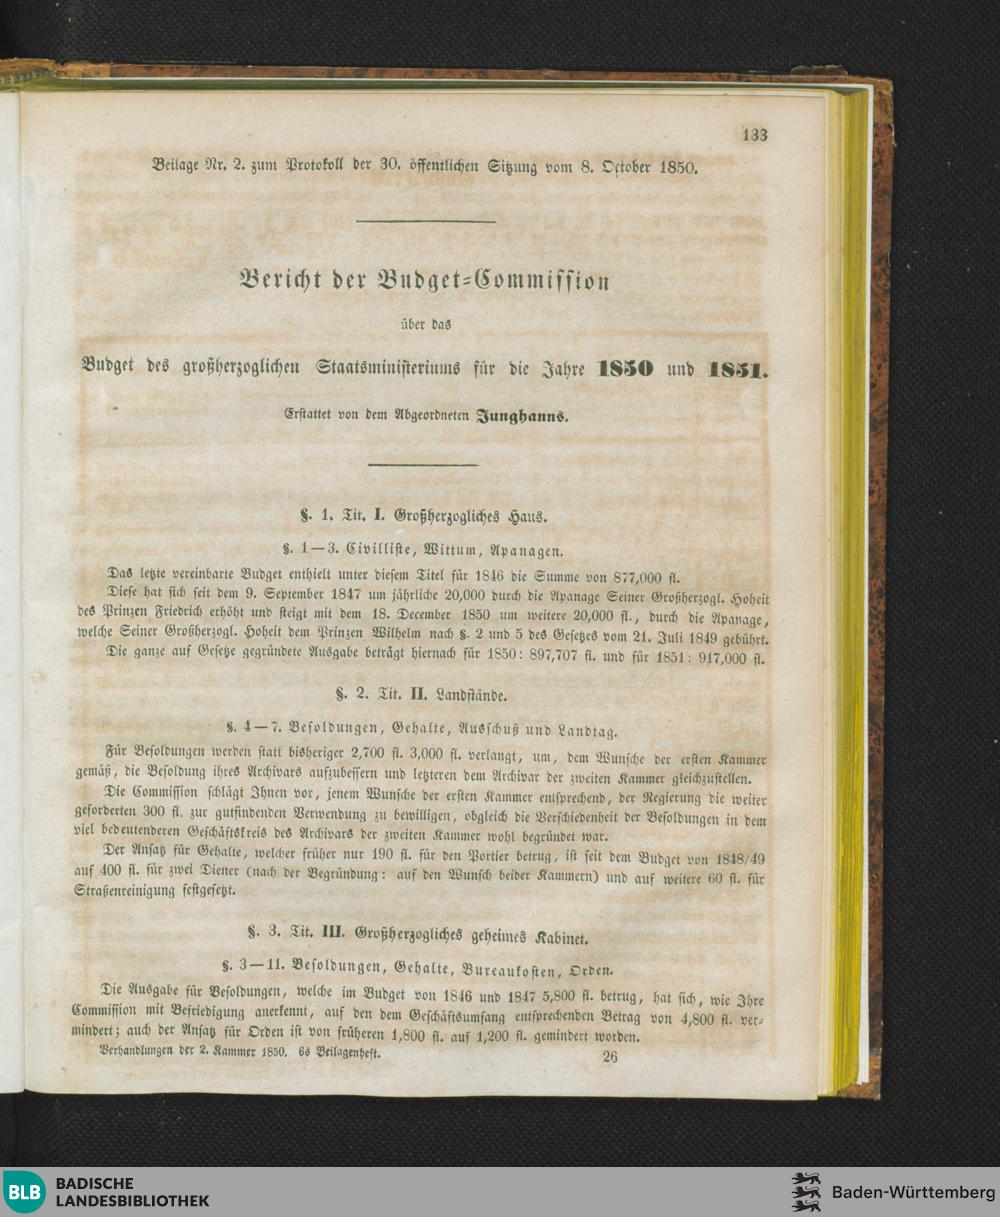 133
Beilage Nr. 2. zum Protokoll der 30. öffentlichen Sitzung vom 8. October 1850.
Bericht der Budget-Commission
über das
Budget des großherzoglichen Staatsministeriums für die Jahre 1850 und 1851.
Erstattet von dem Abgeordneten Junghanns.
§. 1. Tit. I. Großherzogliches Haus.
§. 1—3. Civilliste, Wittum, Apanagen.
Das letzte vereinbarte Budget enthielt unter diesem Titel für 1846 die Summe von 877,000 fl.
Diese hat sich seit dem 9. September 1847 um jährliche 20,000 durch die Apanage Seiner Großherzogl. Hoheit
des Prinzen Friedrich erhöht und steigt mit dem 18. December 1850 um weitere 20,000 fl., durch die Apanage,
welche Seiner Großherzogl. Hoheit dem Prinzen Wilhelm nach §. 2 und 5 des Gesetzes vom 21. Juli 1849 gebührt.
Die ganze auf Gesetze gegründete Ausgabe beträgt hiernach für 1850: 897,707 fl. und für 1851: 917,000 fl.
§. 2. Tit. II. Landstände.
§. 4—7. Besoldungen, Gehalte, Ausschuß und Landtag.
Für Besoldungen werden statt bisheriger 2,700 fl. 3,000 fl. verlangt, um, dem Wunsche der ersten Kammer
gemäß, die Besoldung ihres Archivars aufzubessern und letzteren dem Archivar der zweiten Kammer gleichzustellen.
Die Commission schlägt Ihnen vor, jenem Wunsche der ersten Kammer entsprechend, der Regierung die weiter
geforderten 300 fl. zur gutfindenden Verwendung zu bewilligen, obgleich die Verschiedenheit der Besoldungen in dem
viel bedeutenderen Geschäftskreis des Archivars der zweiten Kammer wohl begründet war.
Der Ansatz für Gehalte, welcher früher nur 190 fl. für den Portier betrug, ist seit dem Budget von 1848/49
auf 400 fl. für zwei Diener (nach der Begründung: auf den Wunsch beider Kammern) und auf weitere 60 fl. für
Straßenreinigung festgesetzt.
§. 3. Tit. III. Großherzogliches geheimes Kabinet.
§. 3—11. Besoldungen, Gehalte, Bureaukosten, Orden.
Die Ausgabe für Besoldungen, welche im Budget von 1846 und 1847 5,800 fl. betrug, hat sich, wie Ihre
Commission mit Befriedigung anerkennt, auf den dem Geschäftsumfang entsprechenden Betrag von 4,800 fl. ver-
mindert; auch der Ansatz für Orden ist von früheren 1,800 fl. auf 1,200 fl. gemindert worden.
Verhandlungen der 2. Kammer 1850. 6s Beilagenheft. 26
BLB BADISCHE
LANDESBIBLIOTHEK
Baden-Württemberg